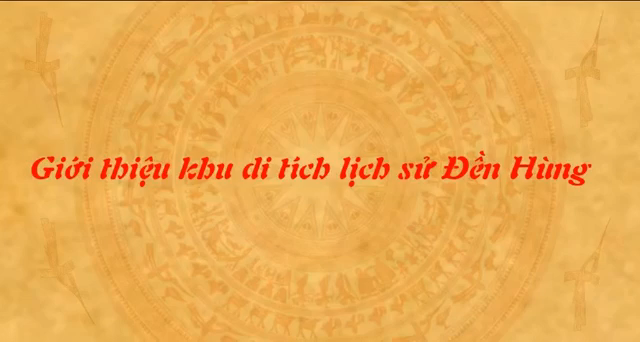 Giới thiệu khu di tích lịch sử Đền Hùng